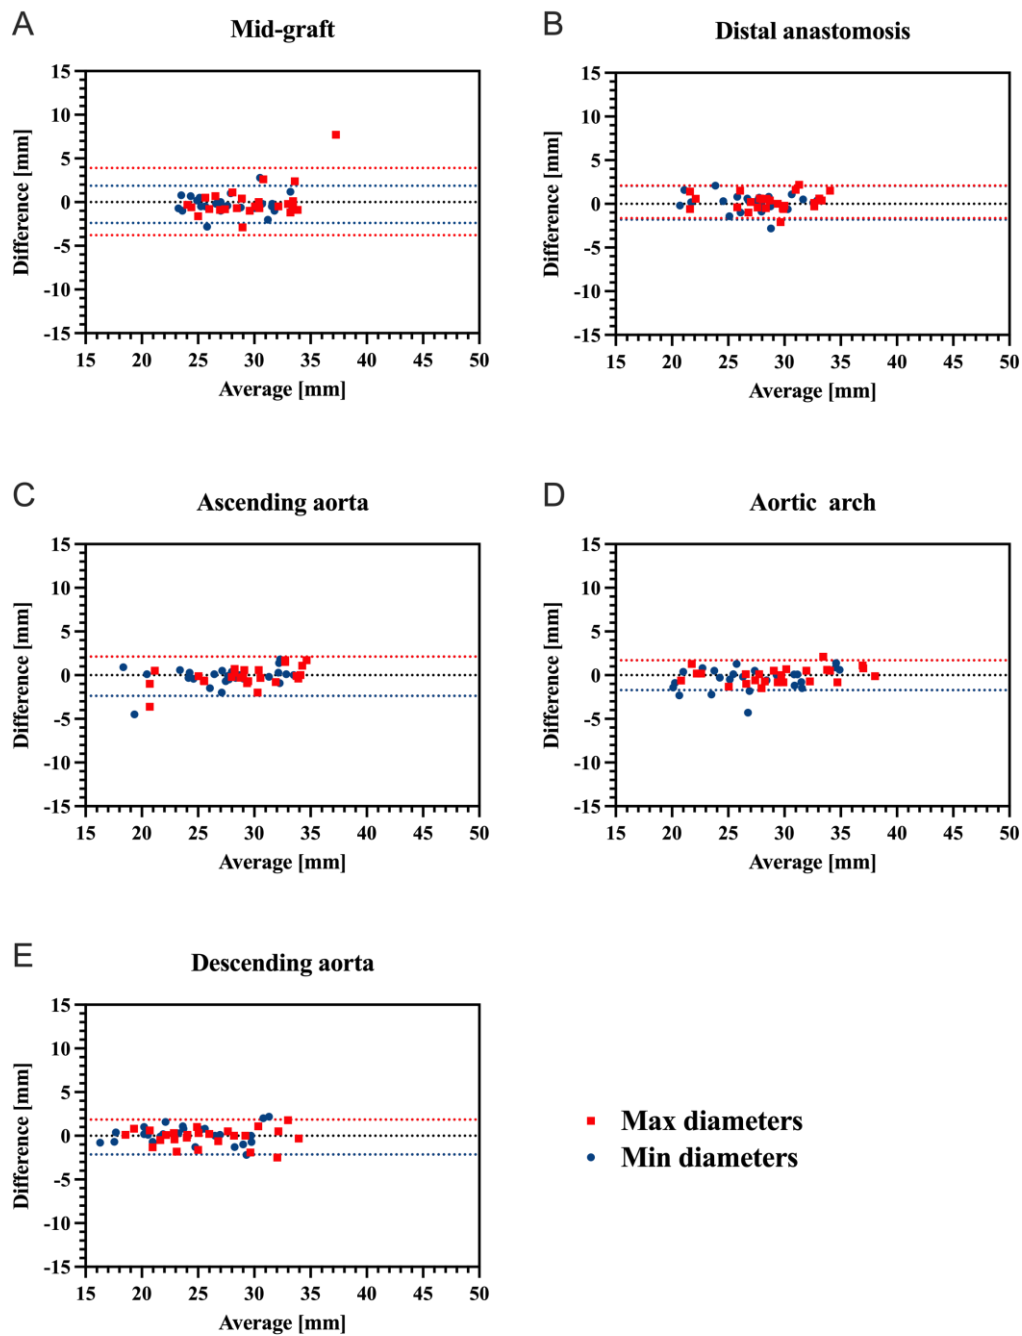 A
Mid-graft
15
10
5
0
-5
-10
-15
Difference [mm]
15 20 25 30 35 40 45 50
Average [mm]
B
Distal anastomosis
15
10
5
0
-5
-10
-15
Difference [mm]
15 20 25 30 35 40 45 50
Average [mm]
C
Ascending aorta
15
10
5
0
-5
-10
-15
Difference [mm]
15 20 25 30 35 40 45 50
Average [mm]
D
Aortic arch
15
10
5
0
-5
-10
-15
Difference [mm]
15 20 25 30 35 40 45 50
Average [mm]
E
Descending aorta
15
10
5
0
-5
-10
-15
Difference [mm]
15 20 25 30 35 40 45 50
Average [mm]
Max diameters
Min diameters